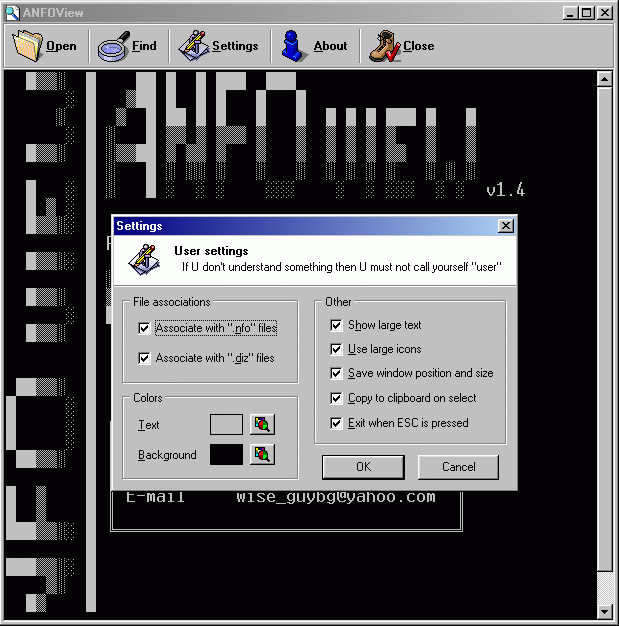 ANFOView
Open Find Settings About Close
ANFOView
v1.4
Settings
User settings
If U don't understand something then U must not call yourself "user"
File associations
Associate with ".nfo" files
Associate with ".diz" files
Colors
Text
Background
Other
Show large text
Use large icons
Save window position and size
Copy to clipboard on select
Exit when ESC is pressed
OK Cancel
E-mail wise_guybg@yahoo.com